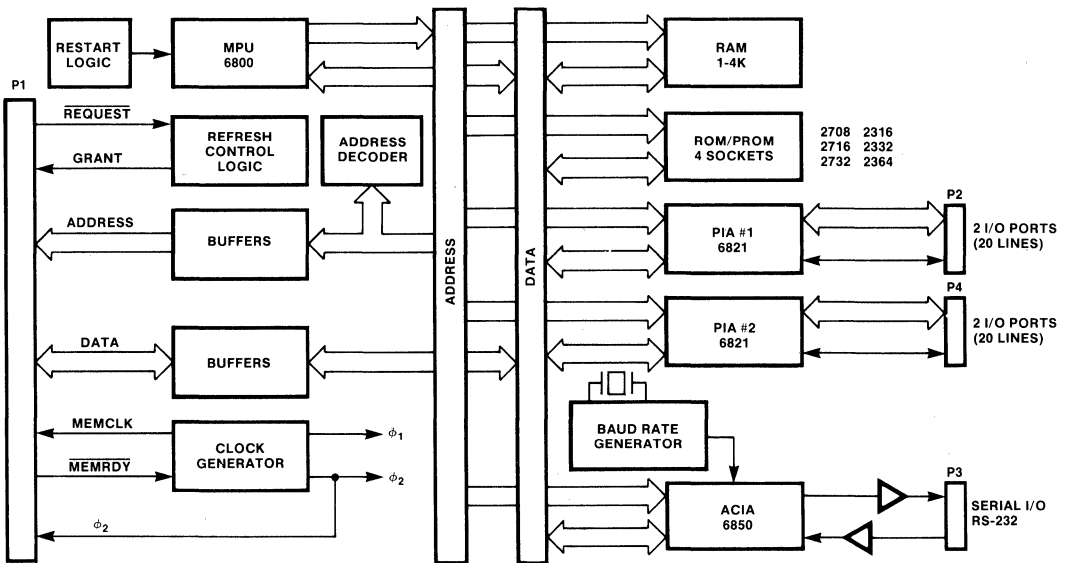 RESTART
LOGIC
MPU
6800
RAM
1-4K
P1
REQUEST
REFRESH
CONTROL
LOGIC
GRANT
ADDRESS
DECODER
ROM/PROM
4 SOCKETS
2708 2316
2716 2332
2732 2364
ADDRESS
BUFFERS
ADDRESS
DATA
PIA #1
6821
P2
2 I/O PORTS
(20 LINES)
DATA
BUFFERS
PIA #2
6821
P4
2 I/O PORTS
(20 LINES)
MEMCLK
CLOCK
GENERATOR
MEMRDY
ϕ1
ϕ2
ϕ2
BAUD RATE
GENERATOR
ACIA
6850
P3
SERIAL I/O
RS-232